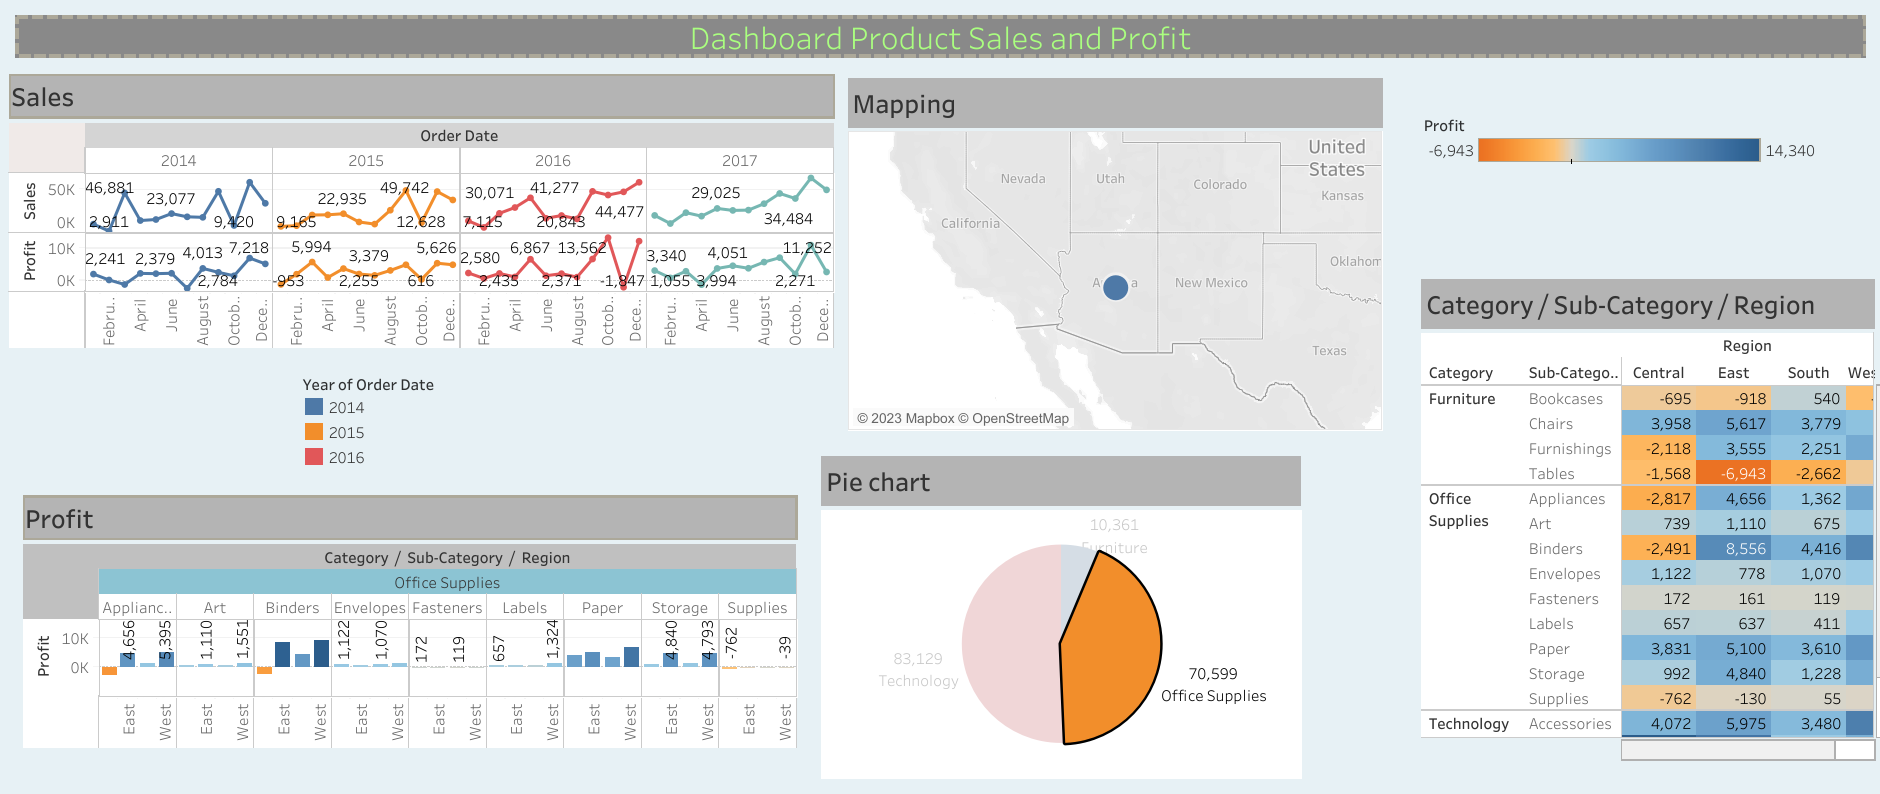 Dashboard Product Sales and Profit
Sales
Order Date
2014 2015 2016 2017
Sales
50K
0K
46,881 23,077 2,911 9,420
22,935 49,742 9,165 12,628
30,071 41,277 7,115 20,843 44,477
29,025 34,484
Profit
10K
0K
2,241 2,379 4,013 7,218 2,784
5,994 3,379 5,626 -953 2,255 616
2,580 6,867 13,562 2,435 2,371 -1,847
3,340 4,051 11,252 1,055 3,994 2,271
Febru.. April June August Octob.. Dece.. Febru.. April June August Octob.. Dece.. Febru.. April June August Octob.. Dece.. Febru.. April June August Octob.. Dece..
Year of Order Date
2014
2015
2016
Profit
Category / Sub-Category / Region
Office Supplies
Applianc.. Art Binders Envelopes Fasteners Labels Paper Storage Supplies
Profit
10K
0K
4,656 5,395 1,110 1,551 1,122 1,070 172 119 657 1,324 4,840 4,793 -762 -39
East West East West East West East West East West East West East West East West East West
Mapping
United
States
Nevada Utah Colorado Kansas
California
Oklahom
New Mexico
Texas
© 2023 Mapbox © OpenStreetMap
Pie chart
10,361
Furniture
83,129
Technology
70,599
Office Supplies
Profit
-6,943 14,340
Category / Sub-Category / Region
Region
Category Sub-Catego.. Central East South Wes
Furniture Bookcases -695 -918 540 -
Chairs 3,958 5,617 3,779
Furnishings -2,118 3,555 2,251
Tables -1,568 -6,943 -2,662
Office Supplies Appliances -2,817 4,656 1,362
Art 739 1,110 675
Binders -2,491 8,556 4,416
Envelopes 1,122 778 1,070
Fasteners 172 161 119
Labels 657 637 411
Paper 3,831 5,100 3,610
Storage 992 4,840 1,228
Supplies -762 -130 55
Technology Accessories 4,072 5,975 3,480